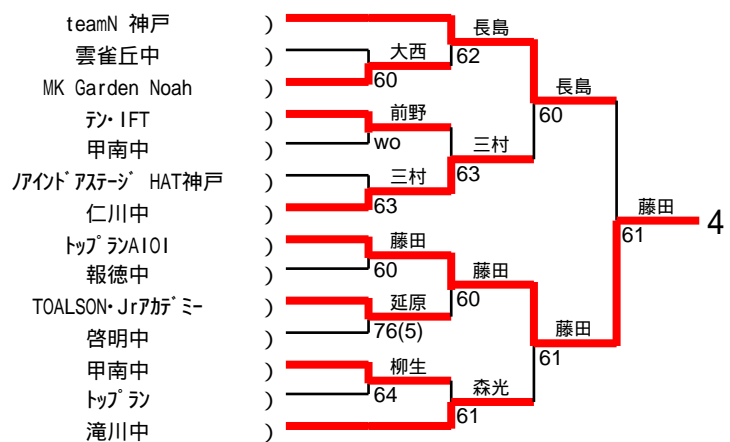 teamN 神戸 )
長島
雲雀丘中 )
大西
62
MK Garden Noah )
60
長島
テン・IFT )
前野
60
甲南中 )
wo
三村
ノアインドアステージ HAT神戸 )
三村
63
仁川中 )
63
藤田
4
61
トップランAIOI )
藤田
報徳中 )
60
藤田
TOALSON・Jrアカデミー )
延原
60
啓明中 )
76(5)
藤田
61
甲南中 )
柳生
トップラン )
64
森光
滝川中 )
61